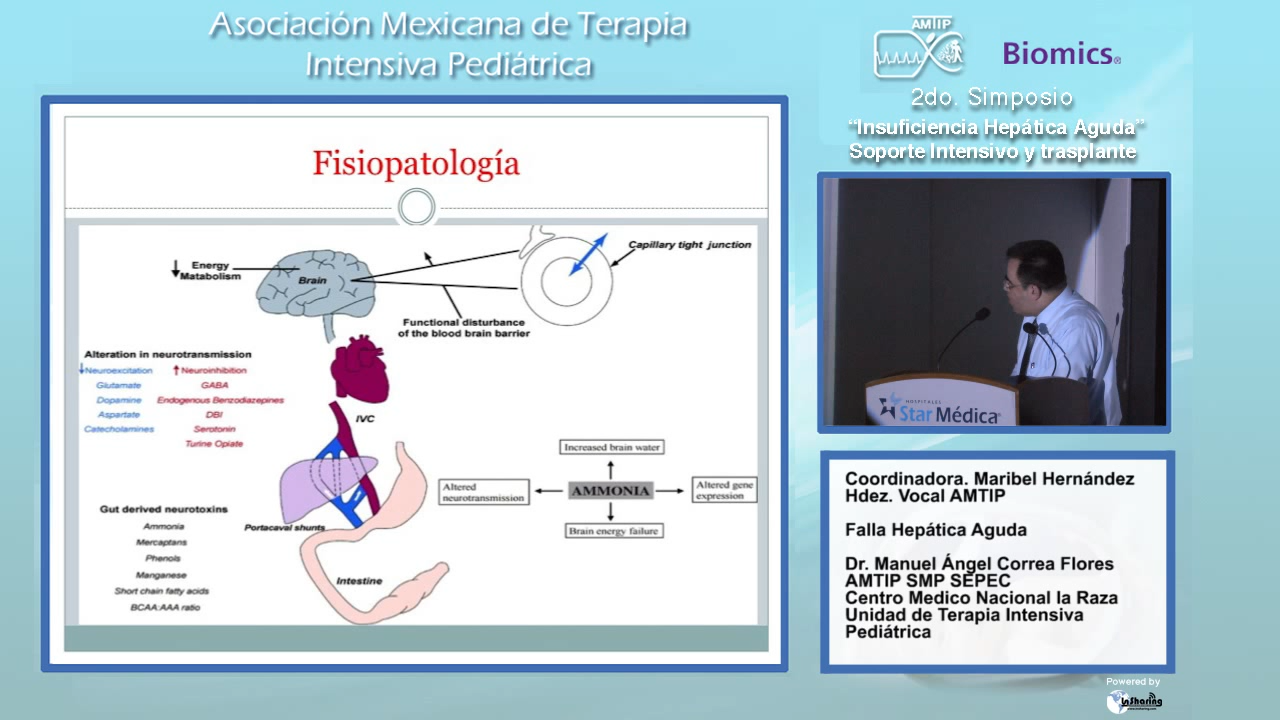 Asociación Mexicana de Terapia
Intensiva Pediátrica
AMTIP
Biomics®
2do. Simposio
“Insuficiencia Hepática Aguda”
Soporte Intensivo y trasplante
Fisiopatología
Energy
Metabolism
Brain
Capillary tight junction
Functional disturbance
of the blood brain barrier
Alteration in neurotransmission
Neuroexcitation
Glutamate
Dopamine
Aspartate
Catecholamines
Neuroinhibition
GABA
Endogenous Benzodiazepines
DBI
Serotonin
Turine Opiate
IVC
Portacaval shunts
Intestine
Gut derived neurotoxins
Ammonia
Mercaptans
Phenols
Manganese
Short chain fatty acids
BCAA:AAA ratio
Increased brain water
Altered
neurotransmission
AMMONIA
Altered gene
expression
Brain energy failure
HOSPITALES
Star Médica®
Coordinadora. Maribel Hernández
Hdez. Vocal AMTIP
Falla Hepática Aguda
Dr. Manuel Ángel Correa Flores
AMTIP SMP SEPEC
Centro Medico Nacional la Raza
Unidad de Terapia Intensiva
Pediátrica
Powered by
InSharing